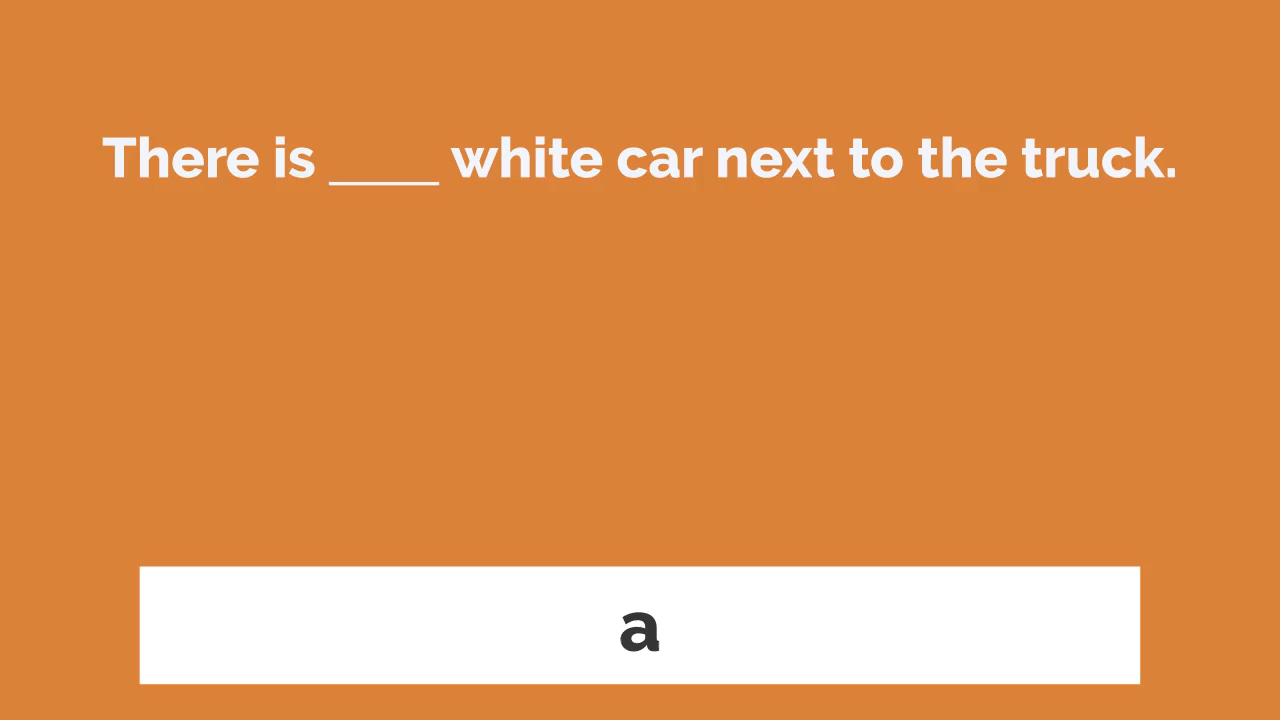 There is ____ white car next to the truck.
a